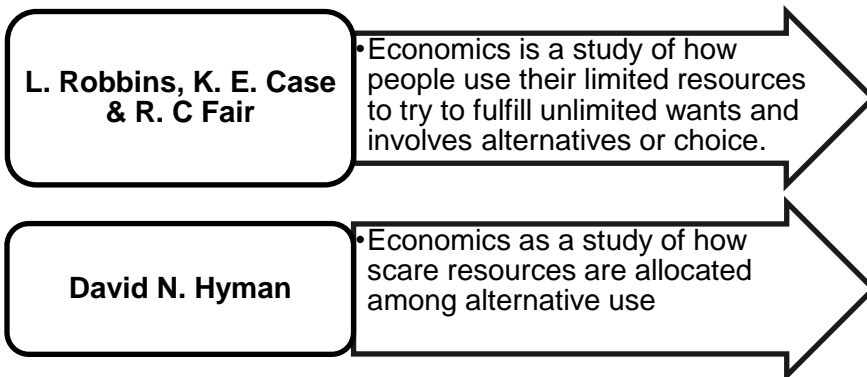 L. Robbins, K. E. Case
& R. C Fair
•Economics is a study of how
people use their limited resources
to try to fulfill unlimited wants and
involves alternatives or choice.
David N. Hyman
•Economics as a study of how
scare resources are allocated
among alternative use